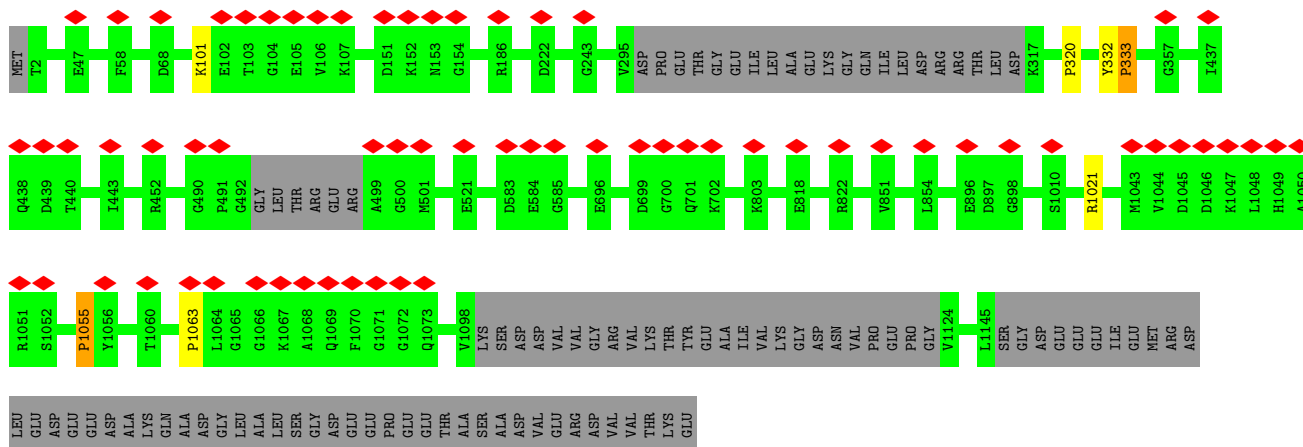 MET T2 E47 F58 D68 K101 E102 T103 G104 E105 V106 K107 D151 K152 N153 G154 R186 D222 G243 V295 ASP PRO GLU THR GLY GLU ILE LEU ALA GLU LYS GLY GLN ILE LEU ASP ARG ARG THR LEU ASP K317 P320 Y332 P333 G357 I437
Q438 D439 T440 I443 R452 G490 P491 G492 GLY LEU THR ARG GLU ARG A499 G500 M501 E521 D583 E584 G585 E696 D699 G700 Q701 K702 K803 E818 R822 V851 L854 E896 D897 G898 S1010 R1021 M1043 V1044 D1045 D1046 K1047 L1048 H1049 A1050
R1051 S1052 P1055 Y1056 T1060 P1063 L1064 G1065 G1066 K1067 A1068 Q1069 F1070 G1071 G1072 Q1073 V1098 LYS SER ASP ASP VAL VAL GLY ARG VAL LYS THR TYR GLU ALA ILE VAL LYS GLY ASP ASN VAL PRO GLU PRO GLY V1124 L1145 SER GLY ASP GLU GLU GLU ILE GLU MET ARG ASP
LEU GLU ASP GLU GLU ASP ALA LYS GLN ALA ASP GLY LEU ALA LEU SER GLY ASP GLU GLU PRO GLU GLU THR ALA SER ALA ASP VAL GLU ARG ASP VAL VAL THR LYS GLU